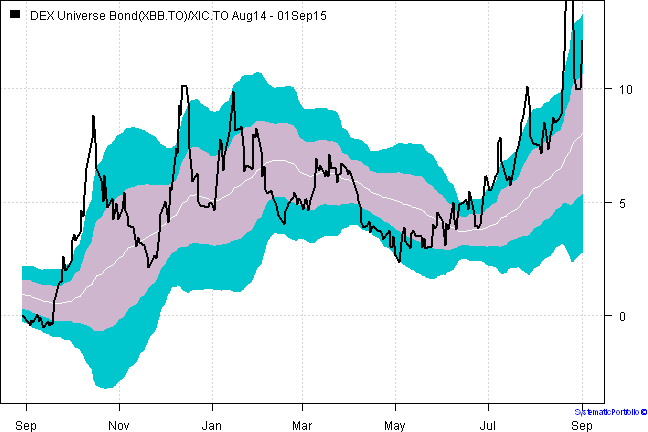 DEX Universe Bond(XBB.TO)/XIC.TO Aug14 - 01Sep15
10
5
0
Sep Nov Jan Mar May Jul Sep
SystematicPortfolio ©